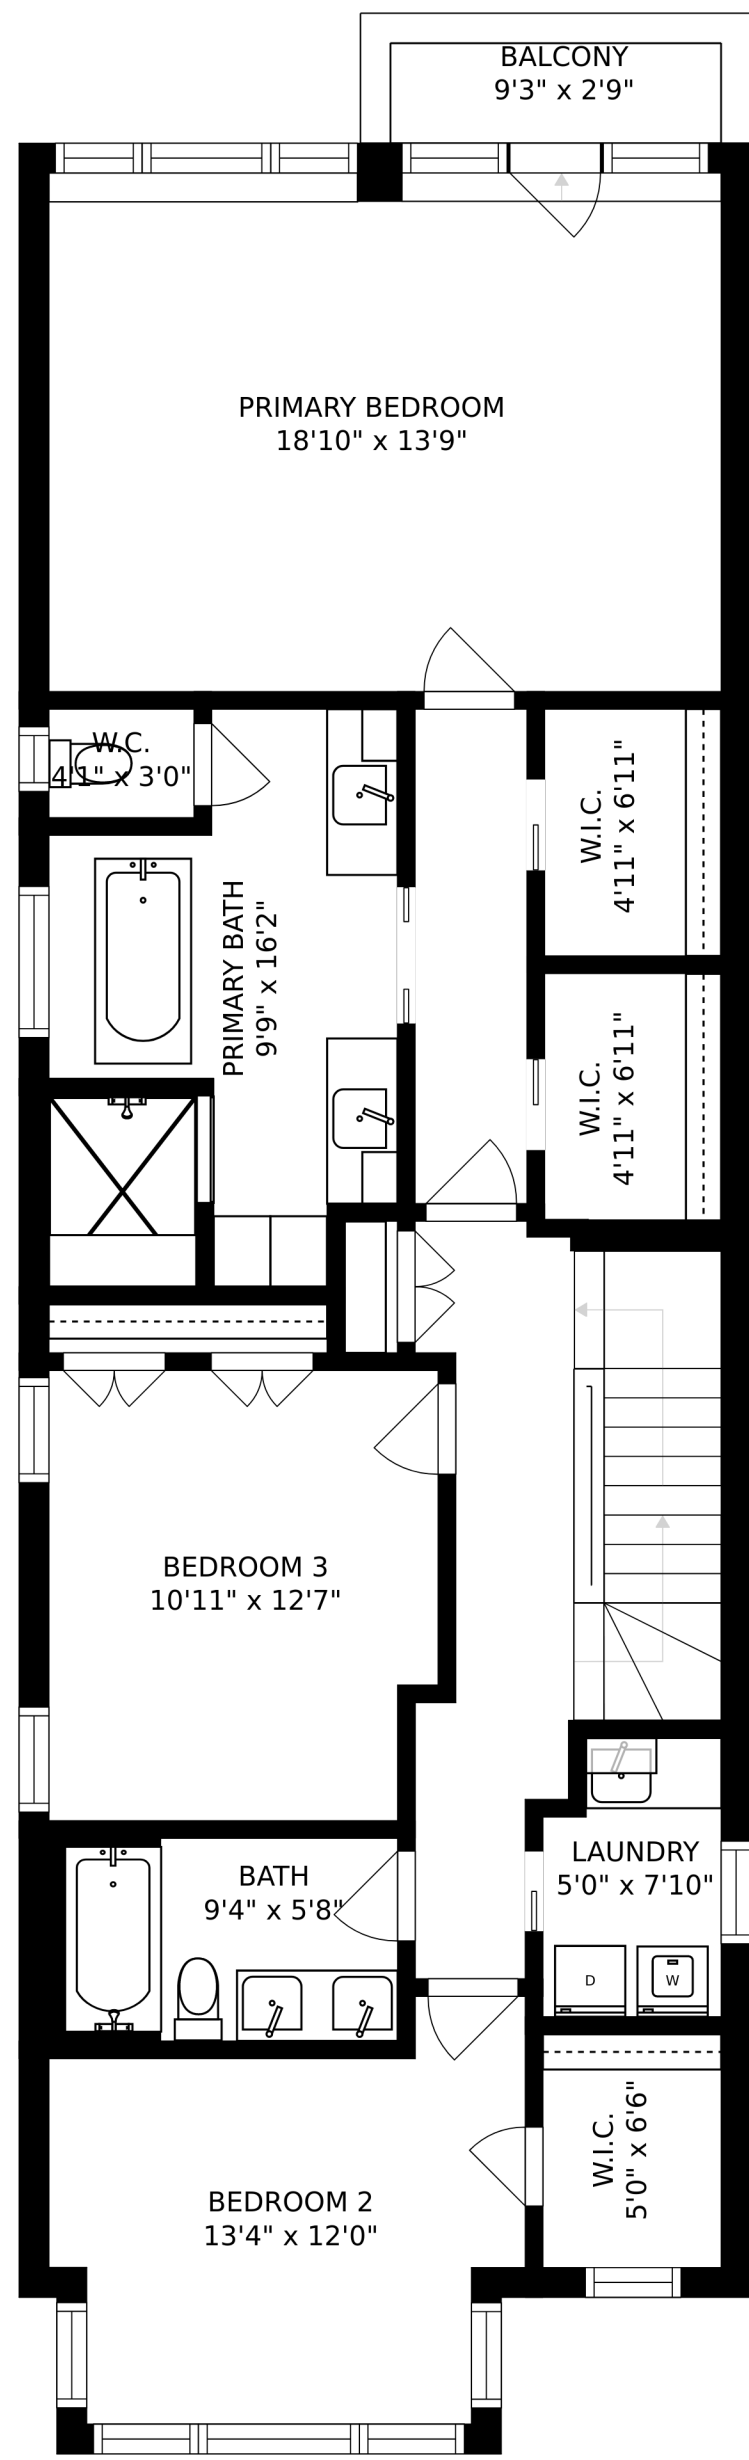 BALCONY
9'3" x 2'9"
PRIMARY BEDROOM
18'10" x 13'9"
W.C.
4'1" x 3'0"
W.I.C.
4'11" x 6'11"
PRIMARY BATH
9'9" x 16'2"
W.I.C.
4'11" x 6'11"
BEDROOM 3
10'11" x 12'7"
LAUNDRY
5'0" x 7'10"
BATH
9'4" x 5'8"
D
W
W.I.C.
5'0" x 6'6"
BEDROOM 2
13'4" x 12'0"